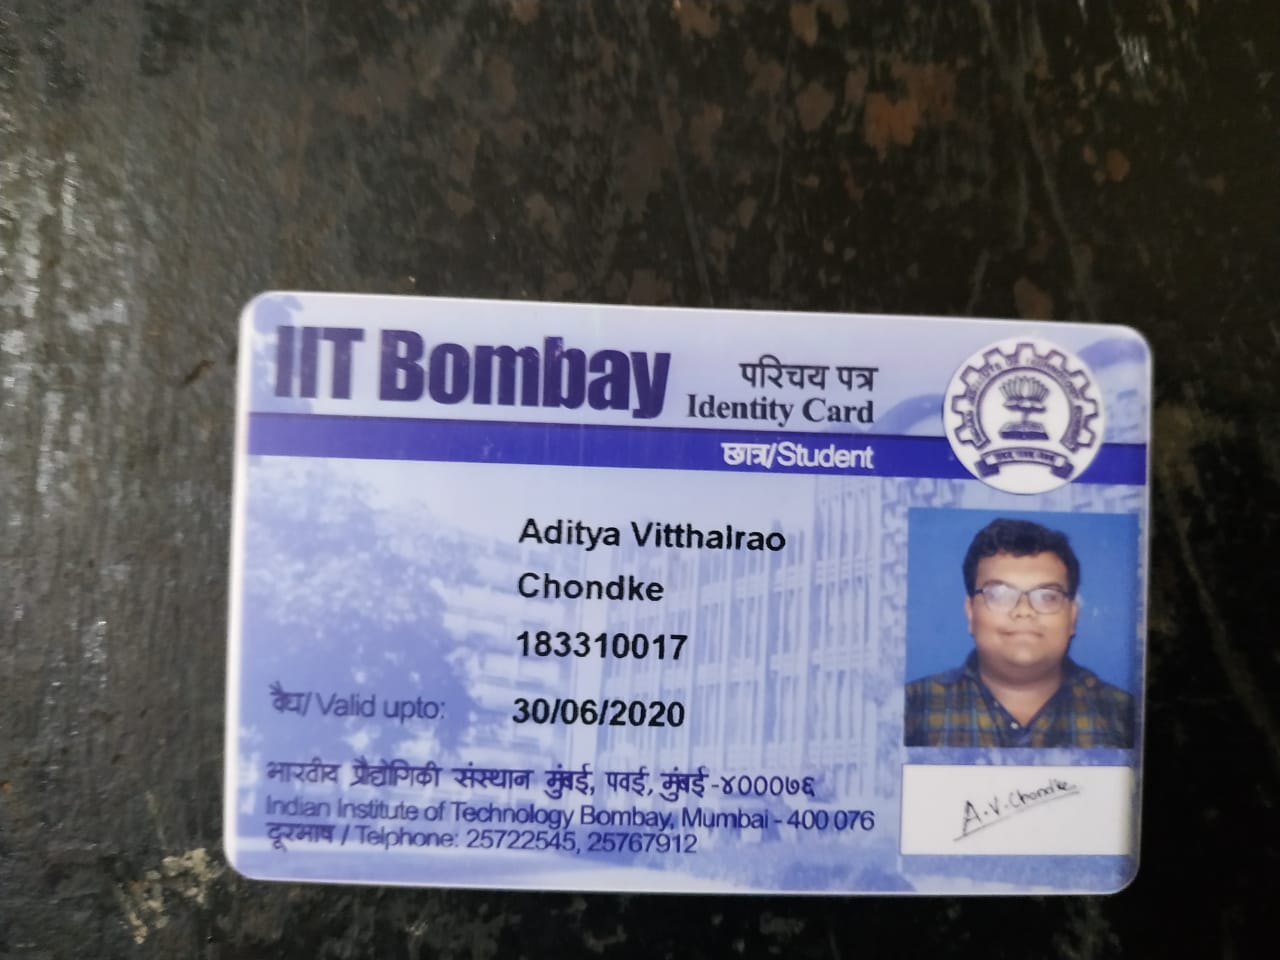 IIT Bombay
परिचय पत्र
Identity Card
छात्र/Student
Aditya Vitthalrao
Chondke
183310017
वैध/ Valid upto: 30/06/2020
भारतीय प्रौद्योगिकी संस्थान मुंबई, पवई, मुंबई -४०००७६
Indian Institute of Technology Bombay, Mumbai - 400 076
दूरभाष / Telphone: 25722545, 25767912
A.V.Chondke